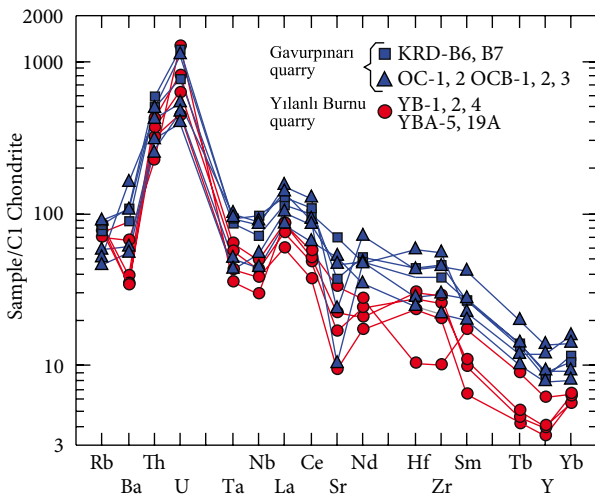 2000
1000
100
10
3
Sample/C1 Chondrite
Gavurpınarı
quarry
KRD-B6, B7
OC-1, 2 OCB-1, 2, 3
Yılanlı Burnu
quarry
YB-1, 2, 4
YBA-5, 19A
Rb Th Ta Nb Ce Nd Hf Sm Tb Yb
Ba U La Sr Zr Y